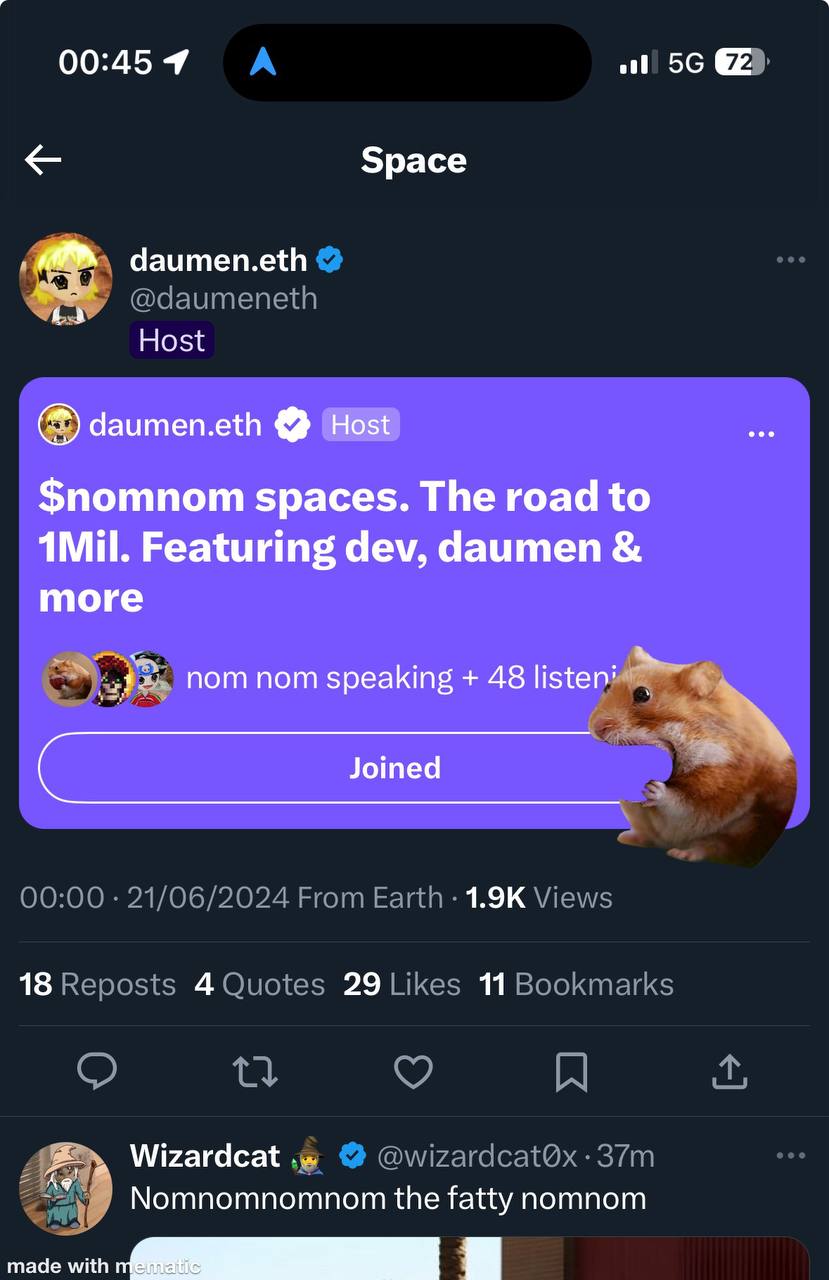 00:45
5G
72
Space
daumen.eth
@daumeneth
Host
daumen.eth
Host
$nomnom spaces. The road to
1Mil. Featuring dev, daumen &
more
nom nom speaking + 48 listeni
Joined
00:00 · 21/06/2024 From Earth · 1.9K Views
18 Reposts 4 Quotes 29 Likes 11 Bookmarks
Wizardcat 🧙‍♂️ @wizardcat0x · 37m
Nomnomnomnom the fatty nomnom
made with mematic